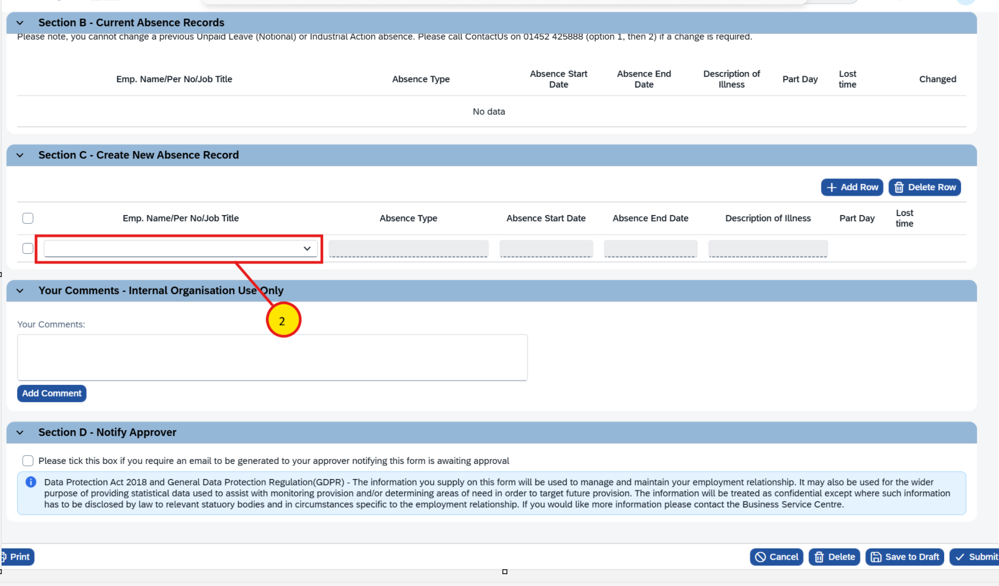 Section B - Current Absence Records
Please note, you cannot change a previous Unpaid Leave (Notional) or Industrial Action absence. Please call ContactUs on 01452 425888 (option 1, then 2) if a change is required.
Emp. Name/Per No/Job Title Absence Type Absence Start Date Absence End Date Description of Illness Part Day Lost time Changed
No data
Section C - Create New Absence Record
Add Row Delete Row
Emp. Name/Per No/Job Title Absence Type Absence Start Date Absence End Date Description of Illness Part Day Lost time
Your Comments - Internal Organisation Use Only
2
Your Comments:
Add Comment
Section D - Notify Approver
Please tick this box if you require an email to be generated to your approver notifying this form is awaiting approval
Data Protection Act 2018 and General Data Protection Regulation(GDPR) - The information you supply on this form will be used to manage and maintain your employment relationship. It may also be used for the wider
purpose of providing statistical data used to assist with monitoring provision and/or determining areas of need in order to target future provision. The information will be treated as confidential except where such information
has to be disclosed by law to relevant statuory bodies and in circumstances specific to the employment relationship. If you would like more information please contact the Business Service Centre.
Print Cancel Delete Save to Draft Submit